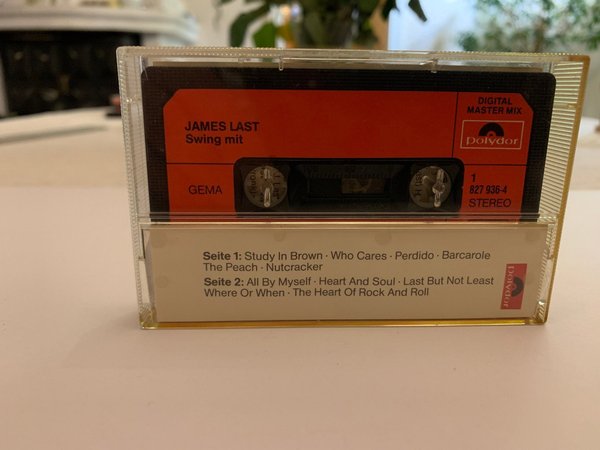 JAMES LAST
Swing mit
DIGITAL
MASTER MIX
Polydor
GEMA
1
827 936-4
STEREO
Seite 1: Study In Brown · Who Cares · Perdido · Barcarole
The Peach · Nutcracker
Seite 2: All By Myself · Heart And Soul · Last But Not Least
Where Or When · The Heart Of Rock And Roll
Polydor